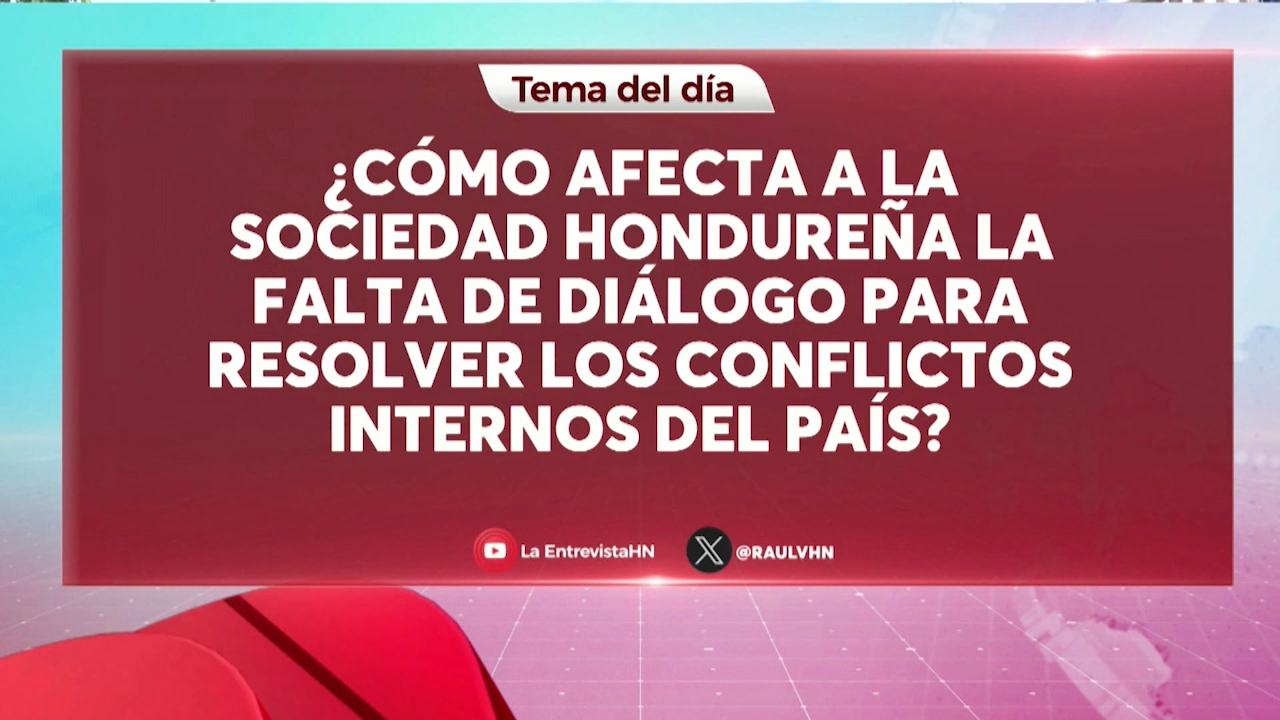 Tema del día
¿CÓMO AFECTA A LA
SOCIEDAD HONDUREÑA LA
FALTA DE DIÁLOGO PARA
RESOLVER LOS CONFLICTOS
INTERNOS DEL PAÍS?
La EntrevistaHN @RAULVHN